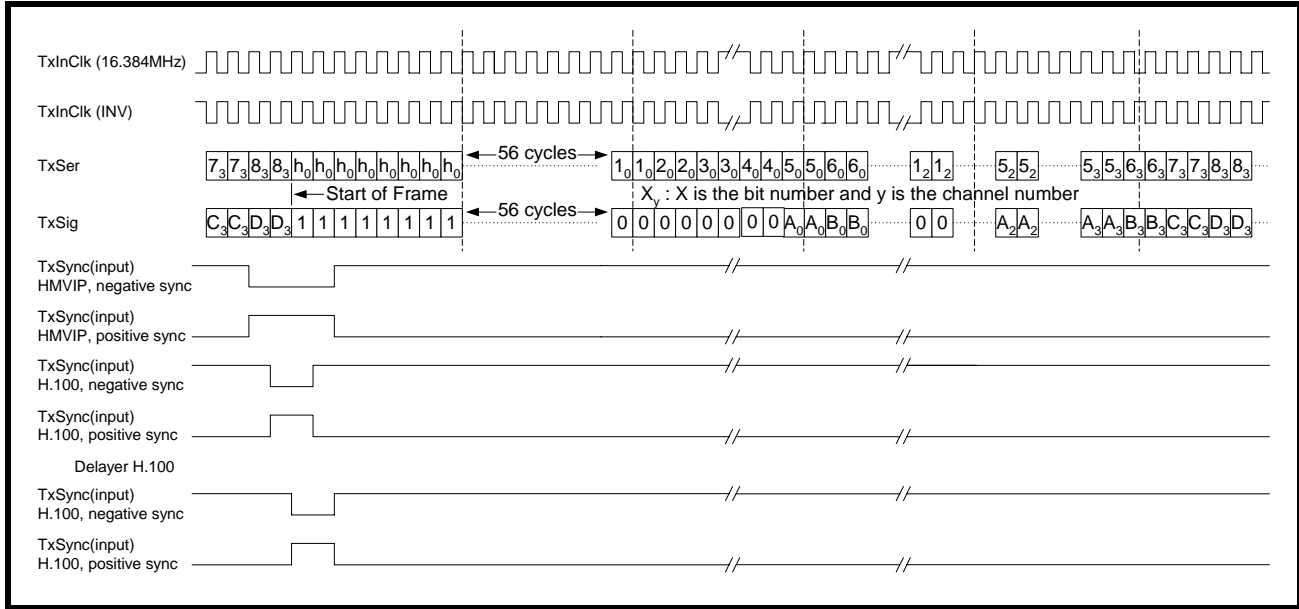 TxInClk (16.384MHz)
TxInClk (INV)
TxSer 7₃ 7₃ 8₃ 8₃ h₀ h₀ h₀ h₀ h₀ h₀ h₀ h₀ 56 cycles 1₀ 1₀ 2₀ 2₀ 3₀ 3₀ 4₀ 4₀ 5₀ 5₀ 6₀ 6₀ 1₂ 1₂ 5₂ 5₂ 5₃ 5₃ 6₃ 6₃ 7₃ 7₃ 8₃ 8₃
Start of Frame Xy : X is the bit number and y is the channel number
TxSig C₃ C₃ D₃ D₃ 1 1 1 1 1 1 1 1 56 cycles 0 0 0 0 0 0 0 0 A₀ A₀ B₀ B₀ 0 0 A₂ A₂ A₃ A₃ B₃ B₃ C₃ C₃ D₃ D₃
TxSync(input)
HMVIP, negative sync
TxSync(input)
HMVIP, positive sync
TxSync(input)
H.100, negative sync
TxSync(input)
H.100, positive sync
Delayer H.100
TxSync(input)
H.100, negative sync
TxSync(input)
H.100, positive sync